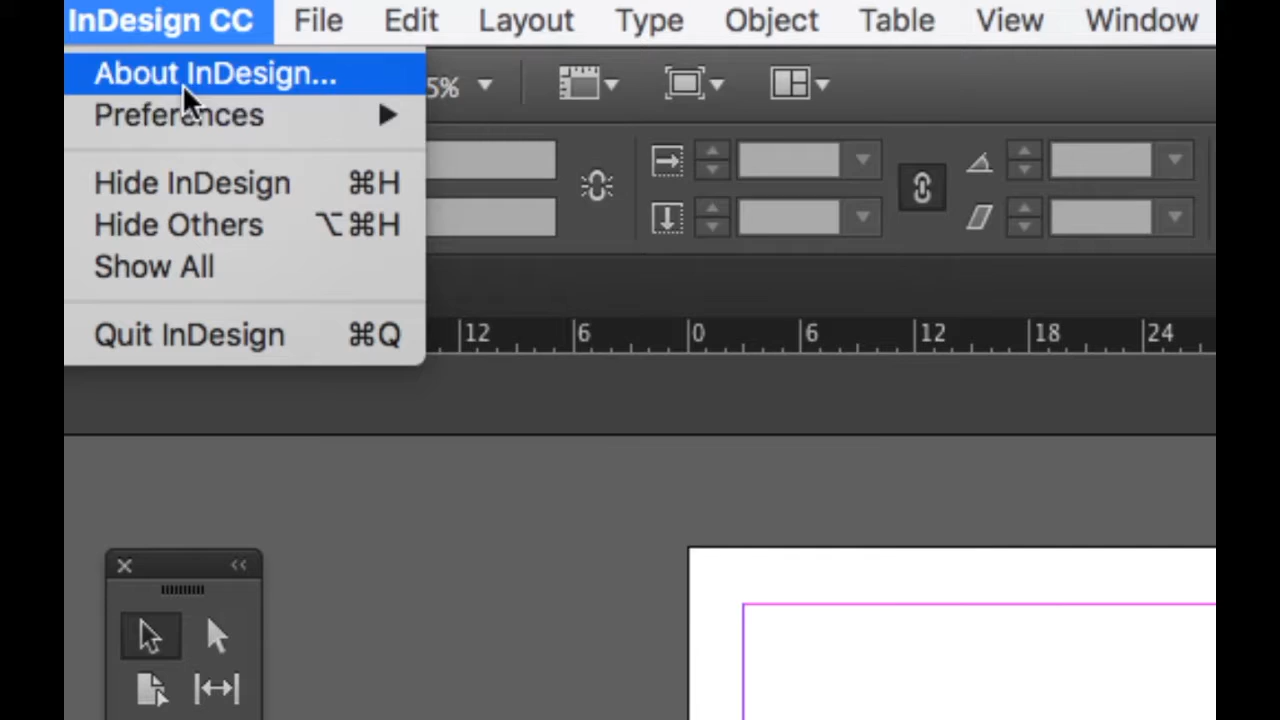 InDesign CC File Edit Layout Type Object Table View Window
About InDesign...
5%
Preferences
Hide InDesign ⌘H
Hide Others ⌥⌘H
Show All
Quit InDesign ⌘Q
12 6 0 6 12 18 24